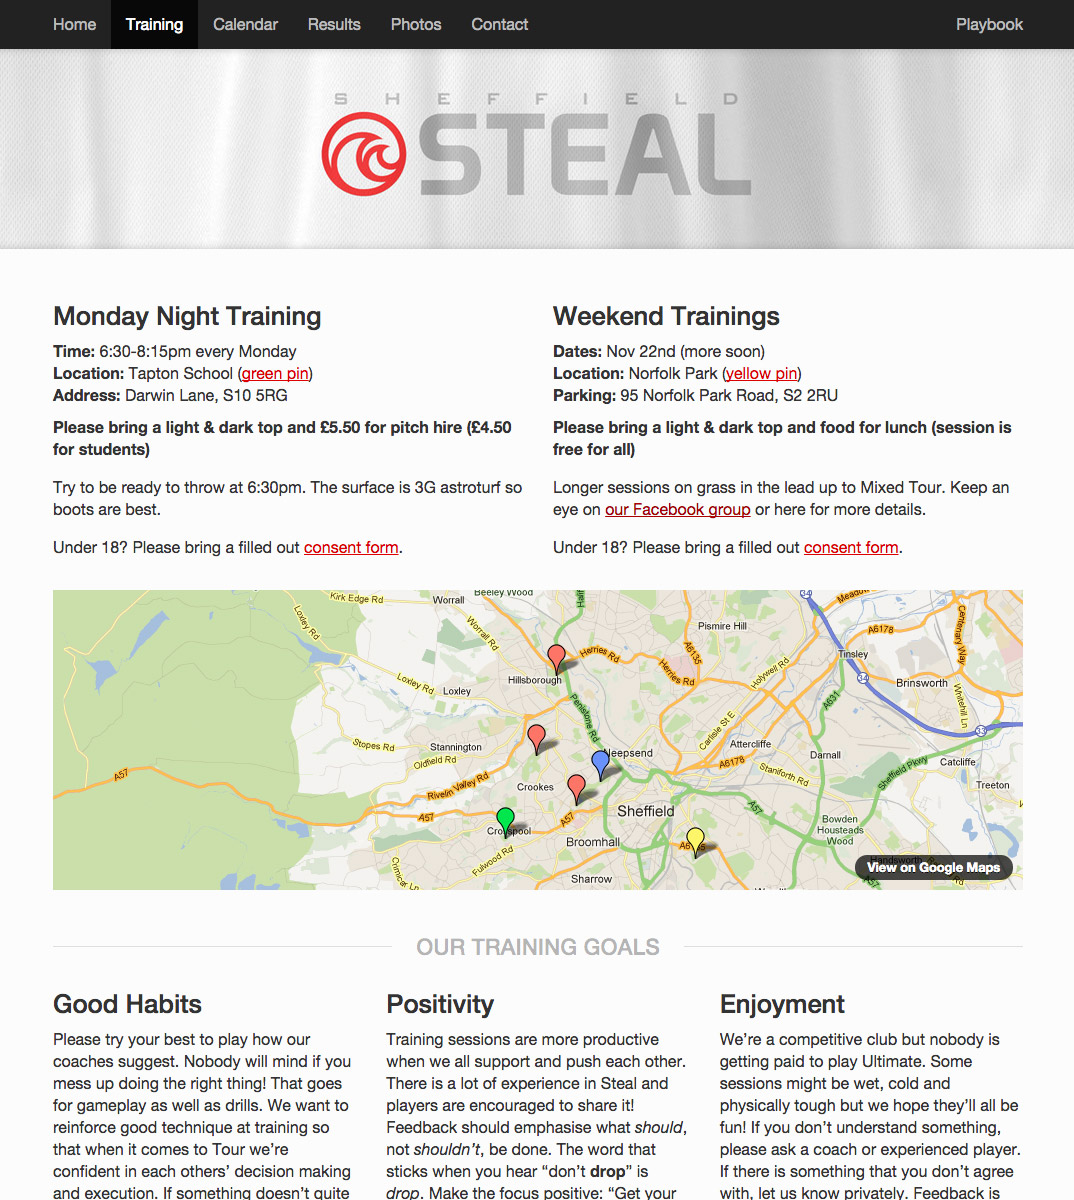 Home Training Calendar Results Photos Contact Playbook
SHEFFIELD
STEAL
Monday Night Training
Time: 6:30-8:15pm every Monday
Location: Tapton School (green pin)
Address: Darwin Lane, S10 5RG
Please bring a light & dark top and £5.50 for pitch hire (£4.50
for students)
Try to be ready to throw at 6:30pm. The surface is 3G astroturf so
boots are best.
Under 18? Please bring a filled out consent form.
Weekend Trainings
Dates: Nov 22nd (more soon)
Location: Norfolk Park (yellow pin)
Parking: 95 Norfolk Park Road, S2 2RU
Please bring a light & dark top and food for lunch (session is
free for all)
Longer sessions on grass in the lead up to Mixed Tour. Keep an
eye on our Facebook group or here for more details.
Under 18? Please bring a filled out consent form.
Kirk Edge Rd
Worrall
Beeley Wood
34
Loxley Rd
Worrall Rd
Pismire Hill
A6178
Centenary Way
A6135
Herries Rd
Tinsley
Hillsborough
Herries Rd
Holywell Rd
34
Brinsworth
Loxley Rd
Loxley
Penistone Rd
A631
Whitehill Ln
Carlisle St E
33
Stopes Rd
Stannington
Neepsend
Attercliffe
Darnall
Catcliffe
Oldfield Rd
A6178
Staniforth Rd
Sheffield Pkwy
A57
Rivelin Valley Rd
Crookes
Treeton
A57
A57
Sheffield
A57
Bowden
Housteads
Wood
Crosspool
Broomhall
Fulwood Rd
Handsworth
View on Google Maps
Sharrow
A57
Rd
OUR TRAINING GOALS
Good Habits
Please try your best to play how our
coaches suggest. Nobody will mind if you
mess up doing the right thing! That goes
for gameplay as well as drills. We want to
reinforce good technique at training so
that when it comes to Tour we’re
confident in each others’ decision making
and execution. If something doesn’t quite
Positivity
Training sessions are more productive
when we all support and push each other.
There is a lot of experience in Steal and
players are encouraged to share it!
Feedback should emphasise what should,
not shouldn’t, be done. The word that
sticks when you hear “don’t drop” is
drop. Make the focus positive: “Get your
Enjoyment
We’re a competitive club but nobody is
getting paid to play Ultimate. Some
sessions might be wet, cold and
physically tough but we hope they’ll all be
fun! If you don’t understand something,
please ask a coach or experienced player.
If there is something that you don’t agree
with, let us know privately. Feedback is